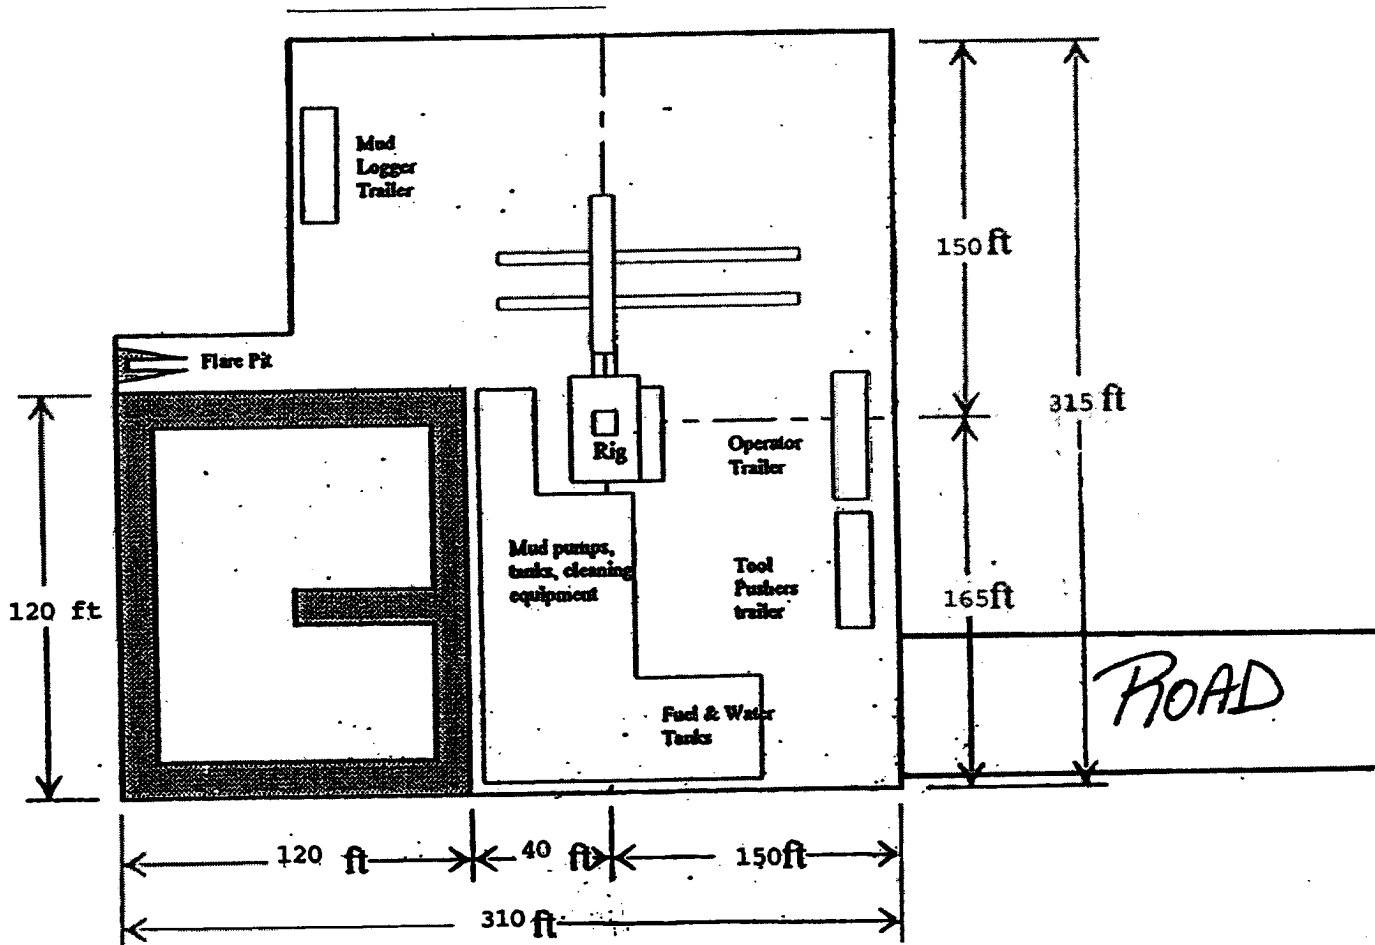 Mud
Logger
Trailer
150 ft
Flare Pit
315 ft
Operator
Trailer
Rig
Mud pumps,
tanks, cleaning
equipment
Tool
Pushers
trailer
120 ft
165ft
ROAD
Fuel & Water
Tanks
120 ft
40 ft
150ft
310 ft